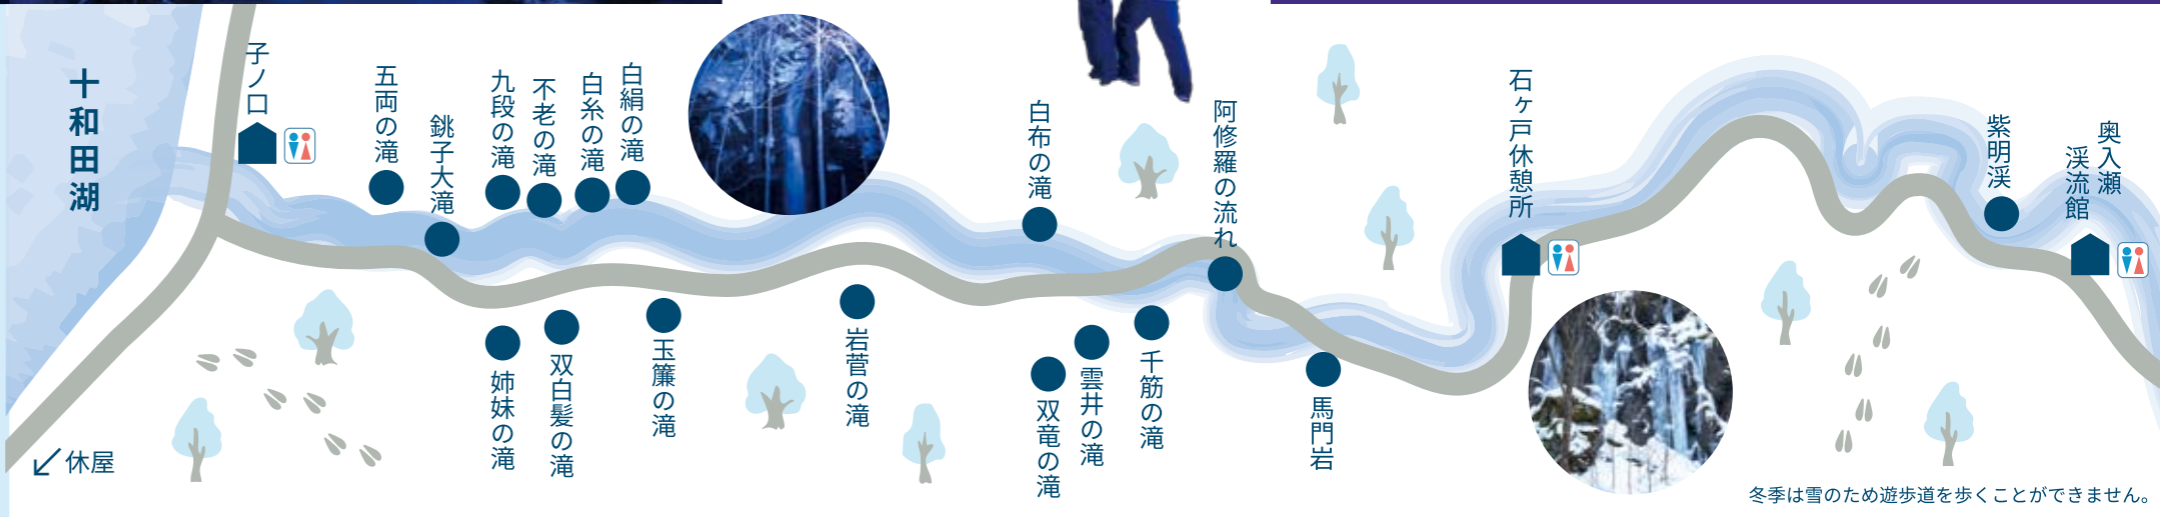 十和田湖
子ノ口
五両の滝
銚子大滝
九段の滝
不老の滝
白糸の滝
白絹の滝
白布の滝
阿修羅の流れ
石ヶ戸休憩所
紫明渓
奥入瀬
渓流館
姉妹の滝
双白髪の滝
玉簾の滝
岩菅の滝
双竜の滝
雲井の滝
千筋の滝
馬門岩
↙休屋
冬季は雪のため遊歩道を歩くことができません。